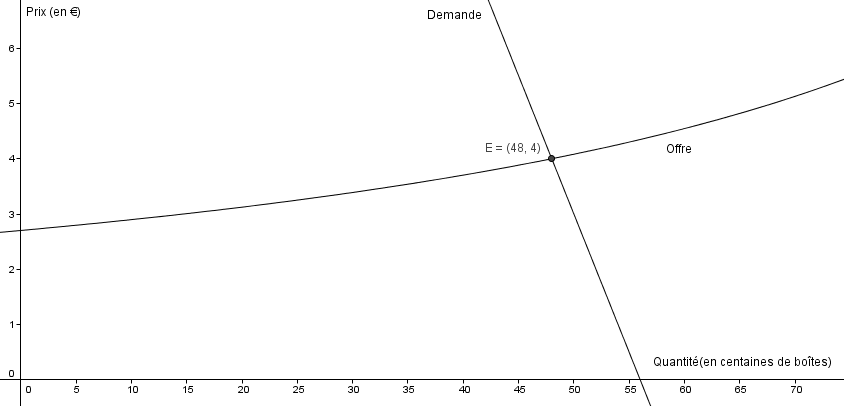 Prix (en €)
Demande
6
5
E = (48, 4)
4
Offre
3
2
1
Quantité(en centaines de boîtes)
0
0 5 10 15 20 25 30 35 40 45 50 55 60 65 70